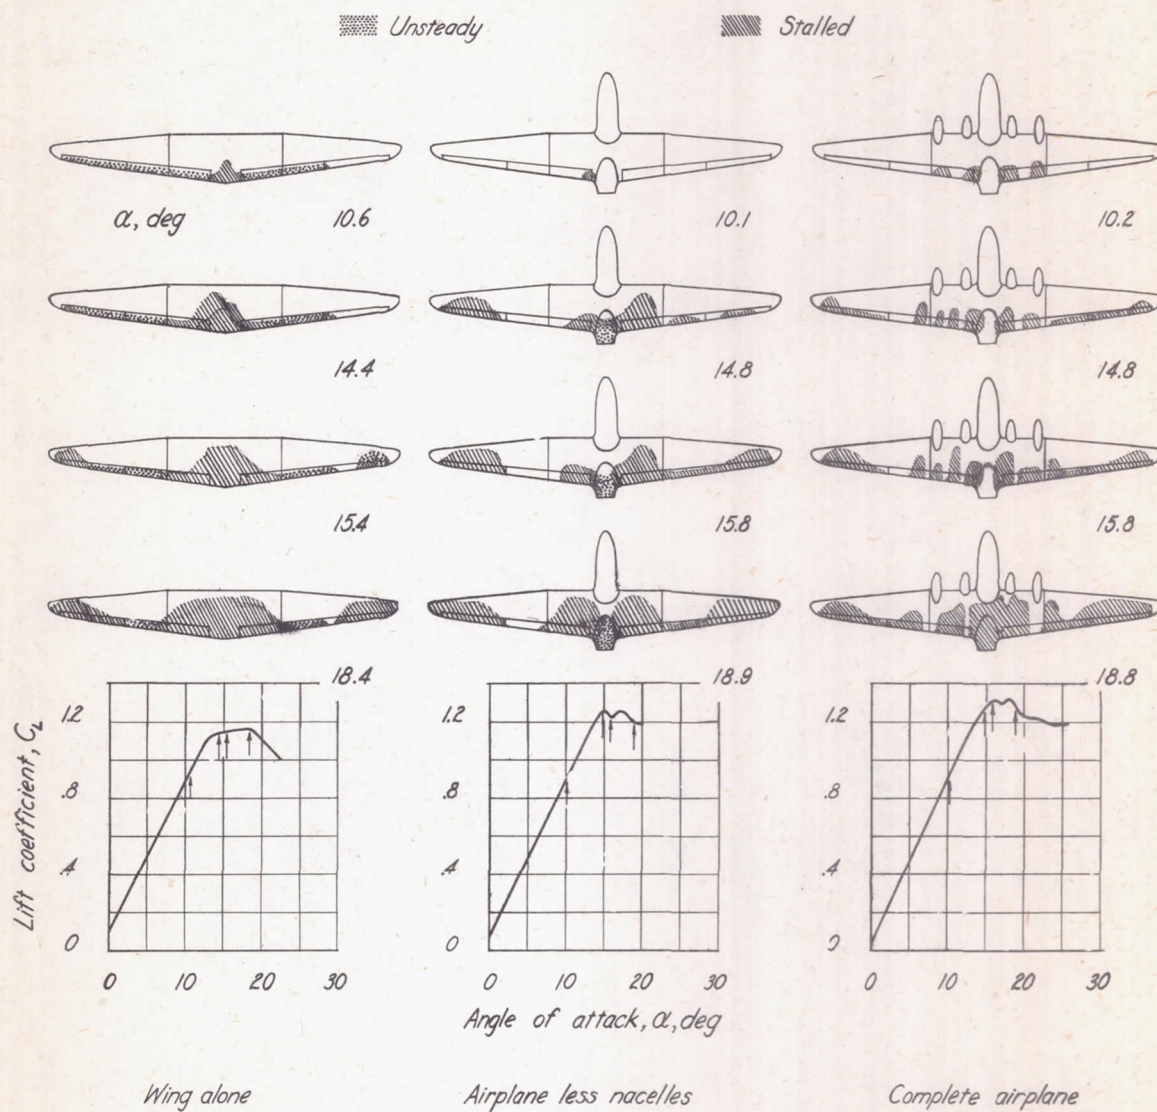 Unsteady Stalled
α, deg 10.6 10.1 10.2
14.4 14.8 14.8
15.4 15.8 15.8
18.4 18.9 18.8
Lift coefficient, C_L
1.2 1.2 1.2
.8 .8 .8
.4 .4 .4
0 0 0
0 10 20 30 0 10 20 30 0 10 20 30
Angle of attack, α, deg
Wing alone Airplane less nacelles Complete airplane